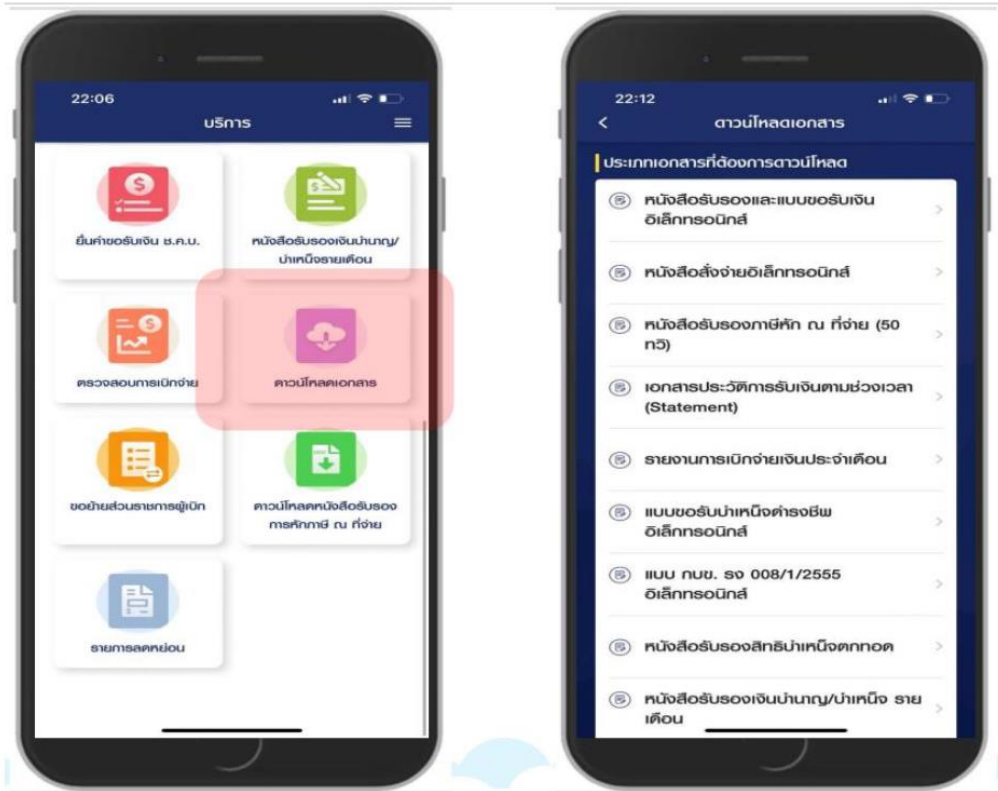 22:06
บริการ
ยื่นคำขอรับเงิน ช.ค.บ.
หนังสือรับรองเงินบำนาญ/
บำเหน็จรายเดือน
ตรวจสอบการเบิกจ่าย
ดาวน์โหลดเอกสาร
ขอย้ายส่วนราชการผู้เบิก
ดาวน์โหลดหนังสือรับรอง
การหักภาษี ณ ที่จ่าย
รายการลดหย่อน
22:12
ดาวน์โหลดเอกสาร
ประเภทเอกสารที่ต้องการดาวน์โหลด
หนังสือรับรองและแบบขอรับเงิน
อิเล็กทรอนิกส์
หนังสือสั่งจ่ายอิเล็กทรอนิกส์
หนังสือรับรองภาษีหัก ณ ที่จ่าย (50
ทวิ)
เอกสารประวัติการรับเงินตามช่วงเวลา
(Statement)
รายงานการเบิกจ่ายเงินประจำเดือน
แบบขอรับบำเหน็จดำรงชีพ
อิเล็กทรอนิกส์
แบบ กบข. รง 008/1/2555
อิเล็กทรอนิกส์
หนังสือรับรองสิทธิบำเหน็จตกทอด
หนังสือรับรองเงินบำนาญ/บำเหน็จ ราย
เดือน